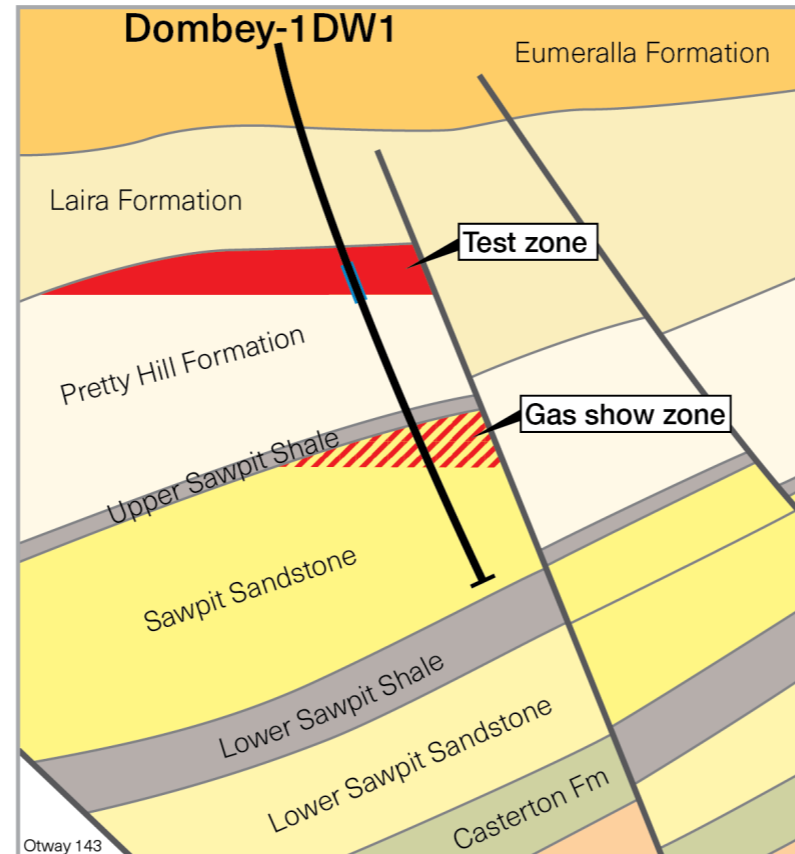 Dombey-1DW1
Eumeralla Formation
Laira Formation
Test zone
Pretty Hill Formation
Gas show zone
Upper Sawpit Shale
Sawpit Sandstone
Lower Sawpit Shale
Lower Sawpit Sandstone
Casterton Fm
Otway 143